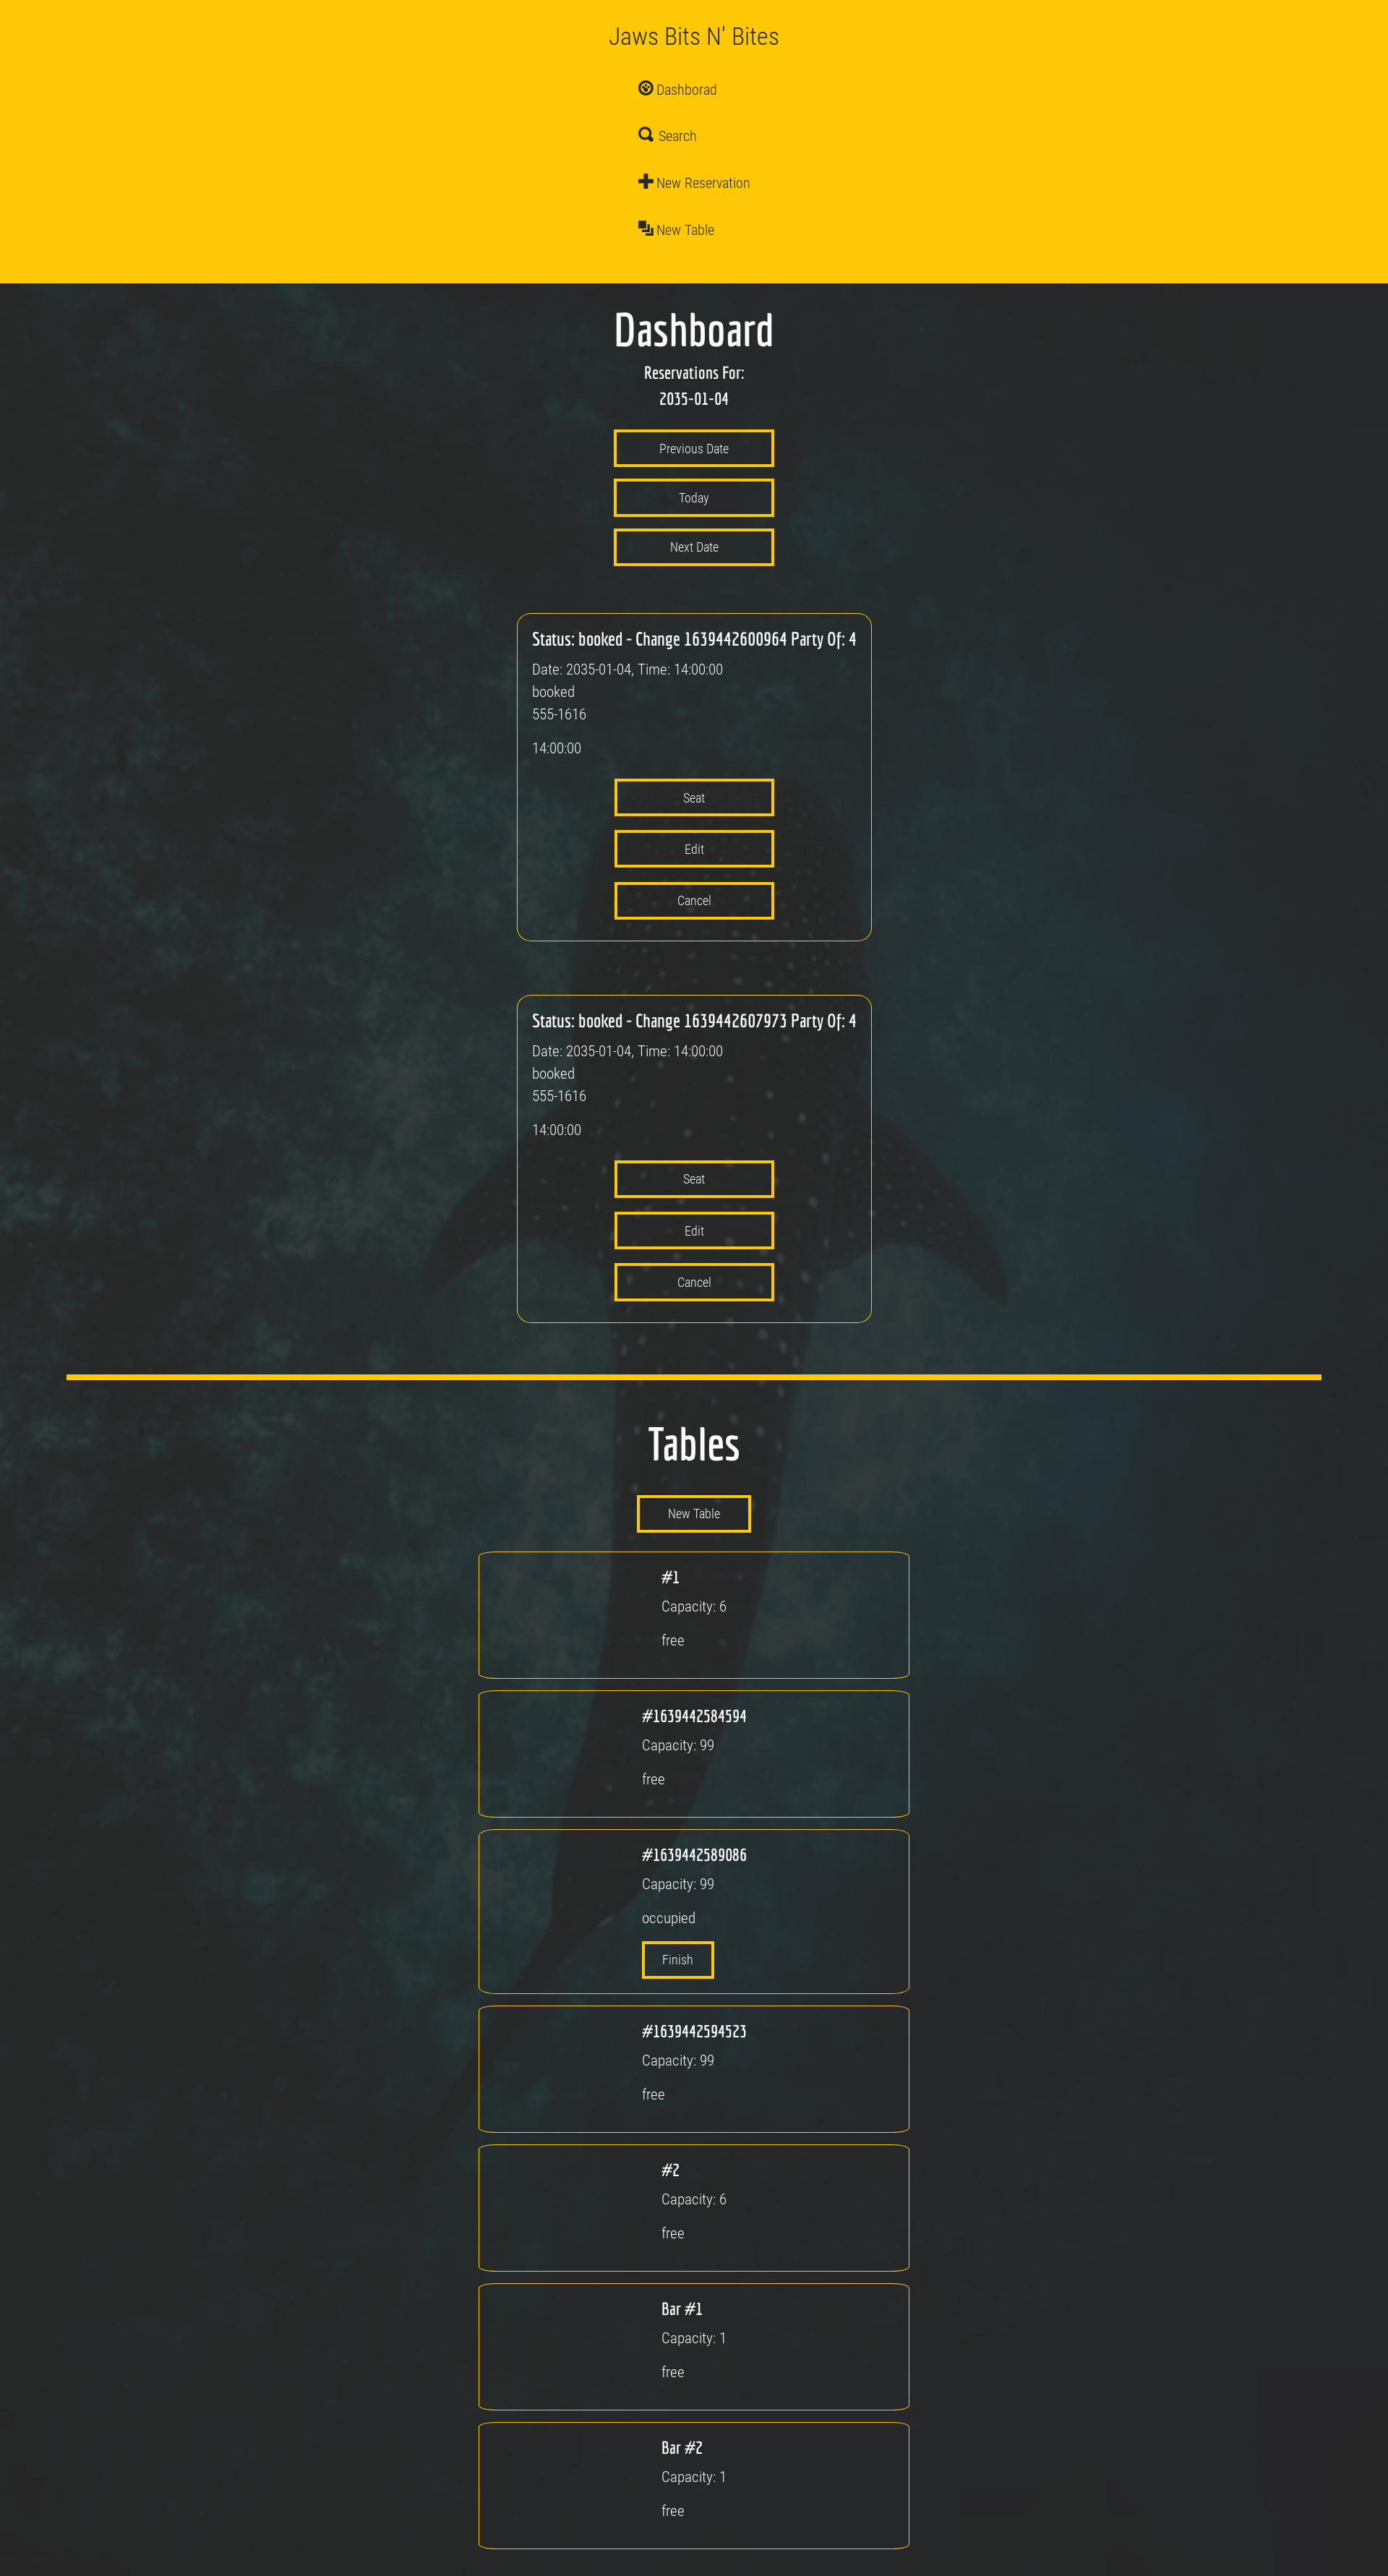 Jaws Bits N' Bites
Dashborad
Search
New Reservation
New Table
Dashboard
Reservations For:
2035-01-04
Previous Date
Today
Next Date
Status: booked - Change 1639442600964 Party Of: 4
Date: 2035-01-04, Time: 14:00:00
booked
555-1616
14:00:00
Seat
Edit
Cancel
Status: booked - Change 1639442607973 Party Of: 4
Date: 2035-01-04, Time: 14:00:00
booked
555-1616
14:00:00
Seat
Edit
Cancel
Tables
New Table
#1
Capacity: 6
free
#1639442584594
Capacity: 99
free
#1639442589086
Capacity: 99
occupied
Finish
#1639442594523
Capacity: 99
free
#2
Capacity: 6
free
Bar #1
Capacity: 1
free
Bar #2
Capacity: 1
free